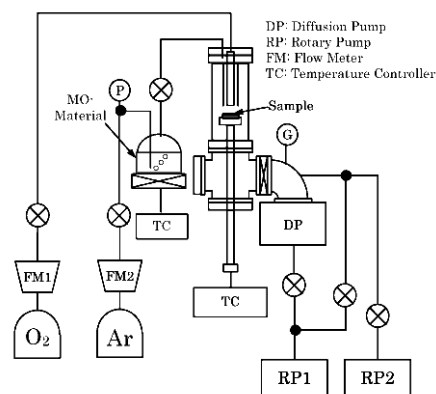 DP: Diffusion Pump
RP: Rotary Pump
FM: Flow Meter
TC: Temperature Controller
P
MO-
Material
Sample
G
TC
DP
FM1
FM2
TC
O₂
Ar
RP1
RP2